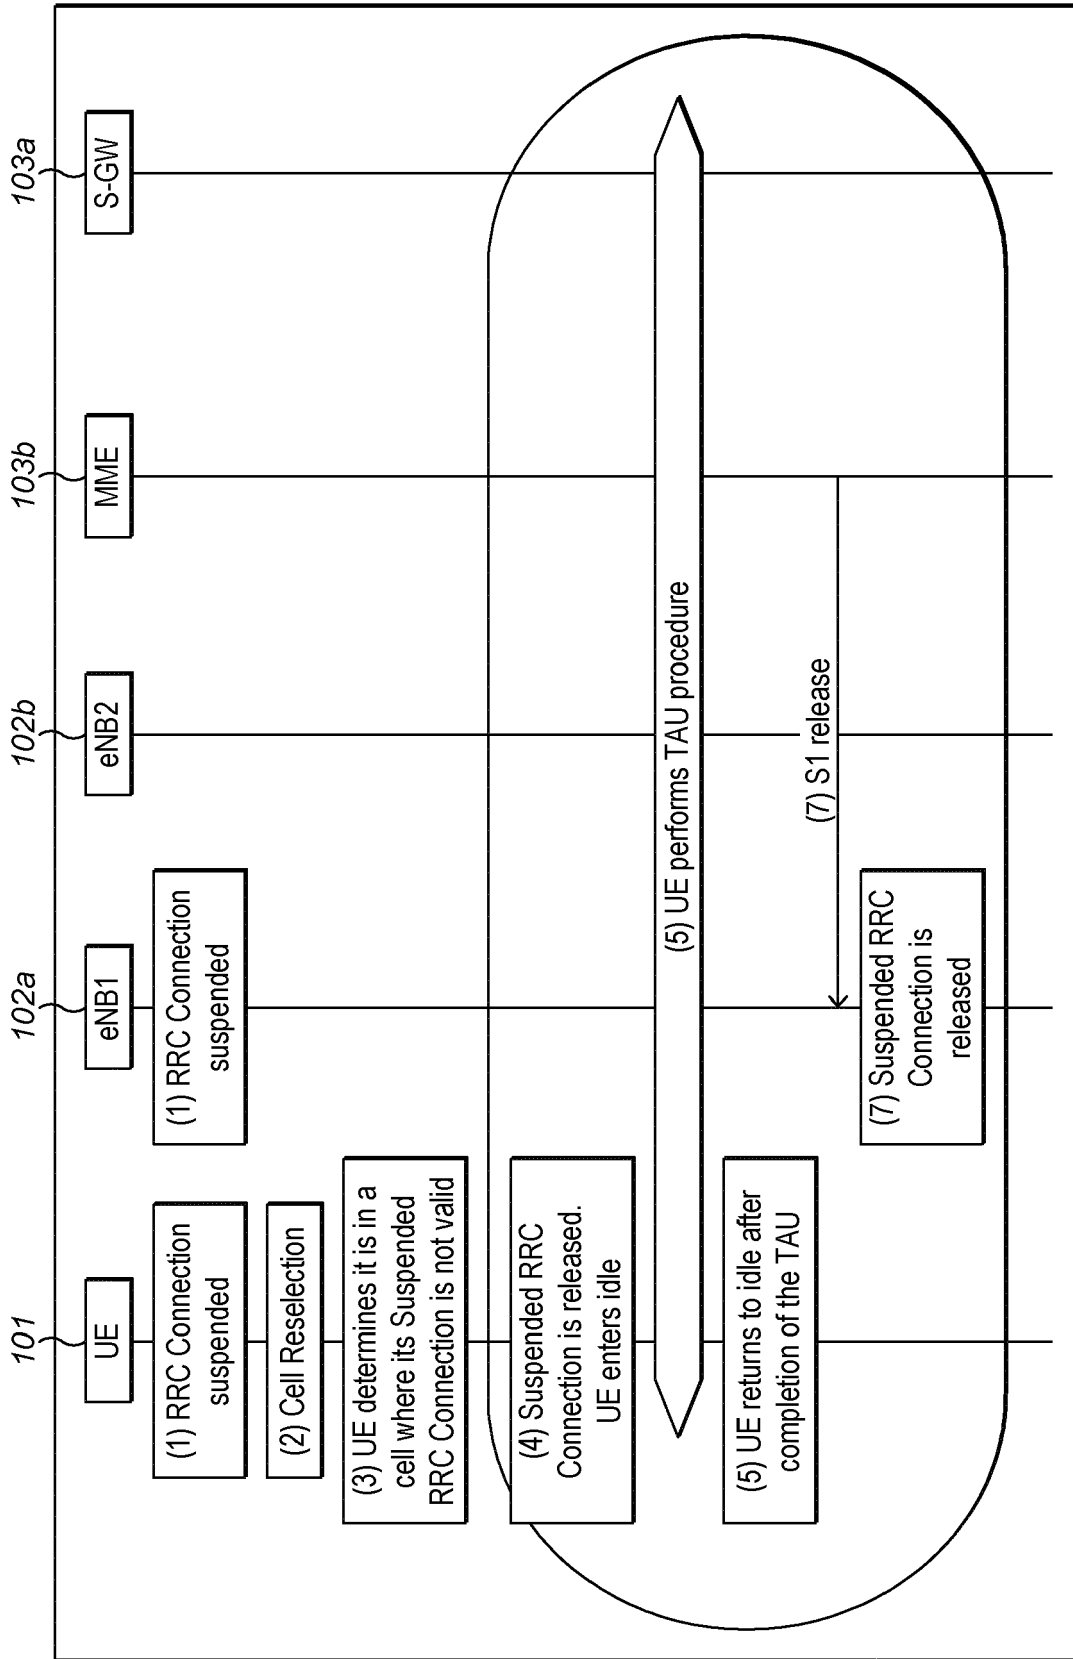 101
102a
102b
103b
103a
UE
eNB1
eNB2
MME
S-GW
(1) RRC Connection
suspended
(1) RRC Connection
suspended
(2) Cell Reselection
(3) UE determines it is in a
cell where its Suspended
RRC Connection is not valid
(4) Suspended RRC
Connection is released.
UE enters idle
(5) UE performs TAU procedure
(5) UE returns to idle after
completion of the TAU
(7) S1 release
(7) Suspended RRC
Connection is
released